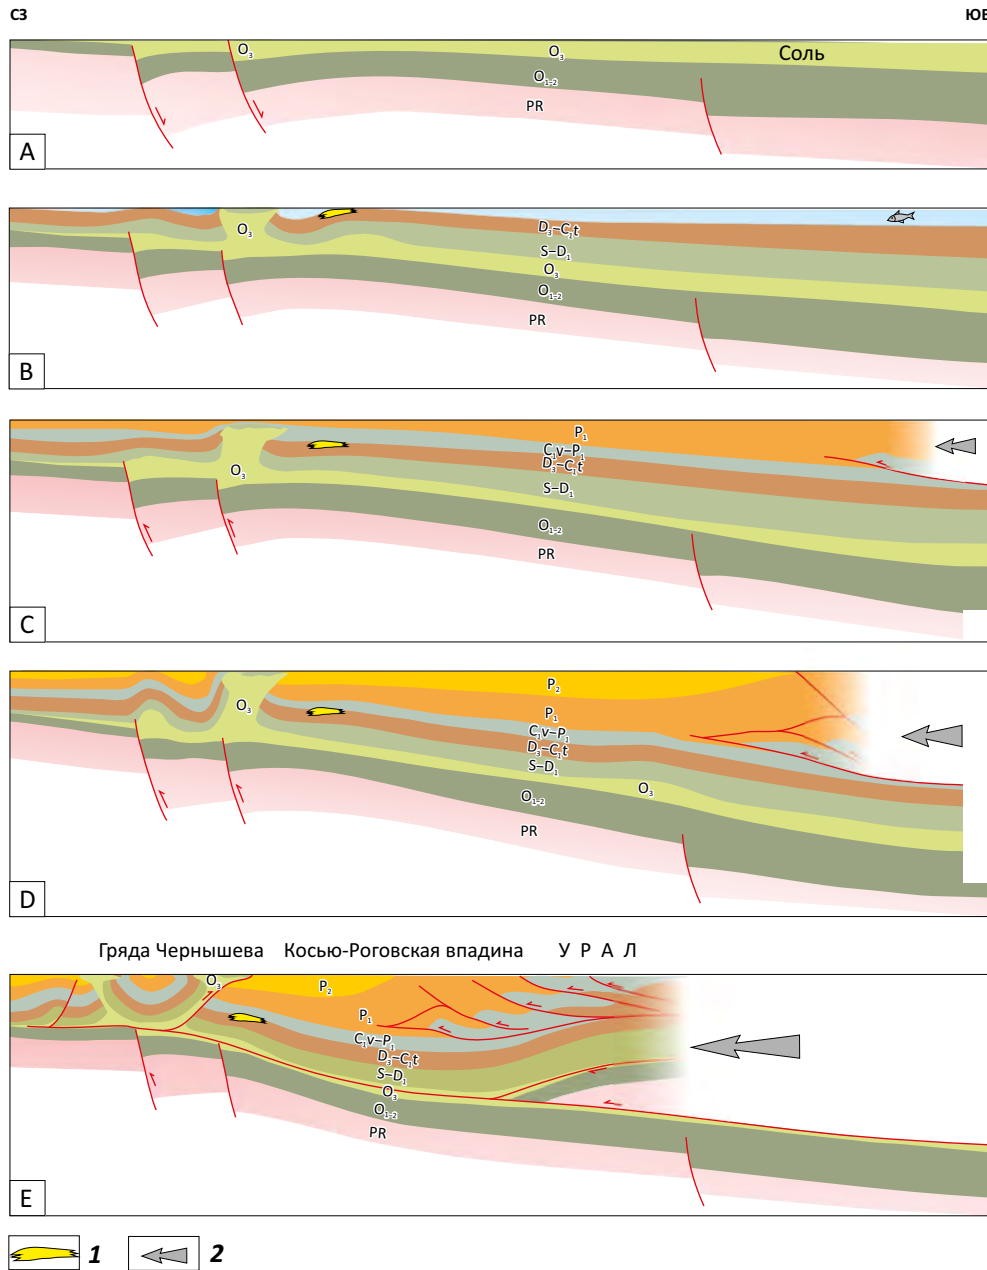 СЗ ЮВ
O₃ O₃ Соль
O₁₋₂
PR
A
O₃ D₃–C₁t
S–D₁
O₃
O₁₋₂
PR
B
P₁
C₁v–P₁
D₃–C₁t
O₃ S–D₁
O₁₋₂
PR
C
P₂
O₃ P₁
C₁v–P₁
D₃–C₁t
S–D₁
O₃
O₁₋₂
PR
D
Гряда Чернышева Косью-Роговская впадина У Р А Л
O₃ P₂
P₁
C₁v–P₁
D₃–C₁t
S–D₁
O₃
O₁₋₂
PR
E
1 2